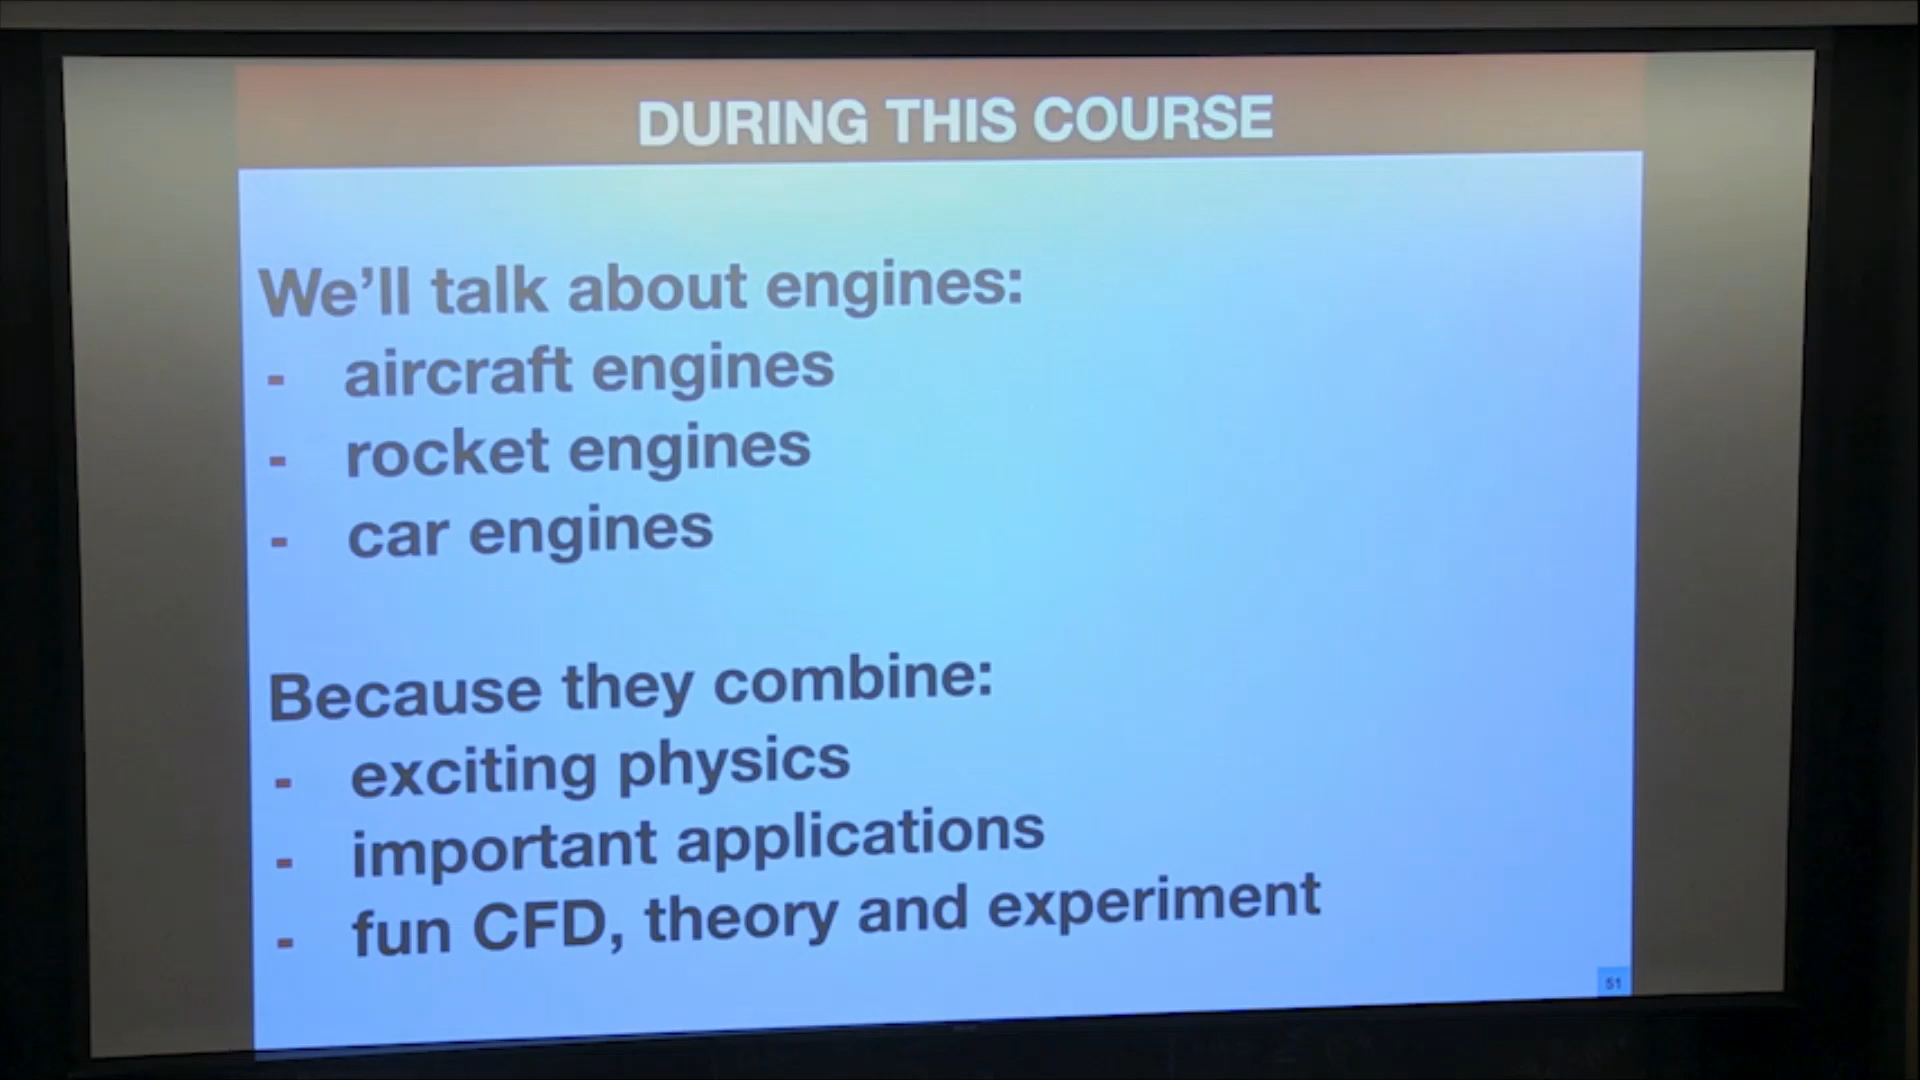 DURING THIS COURSE
We'll talk about engines:
- aircraft engines
- rocket engines
- car engines
Because they combine:
- exciting physics
- important applications
- fun CFD, theory and experiment
51